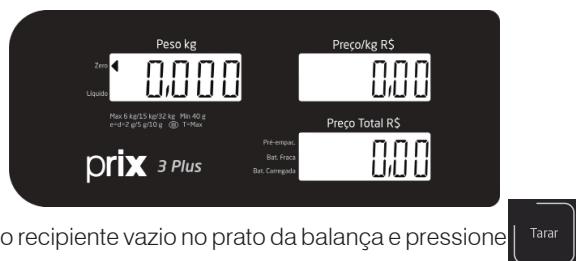 Peso kg
Preço/kg R$
Zero
Líquido
0,000
0,00
Max 6 kg/15 kg/32 kg Min 40 g
e=d=2 g/5 g/10 g T=Max
Preço Total R$
Pré-empac.
Bat. Fraca
Bat. Carregada
0,00
prix 3 Plus
o recipiente vazio no prato da balança e pressione
Tarar